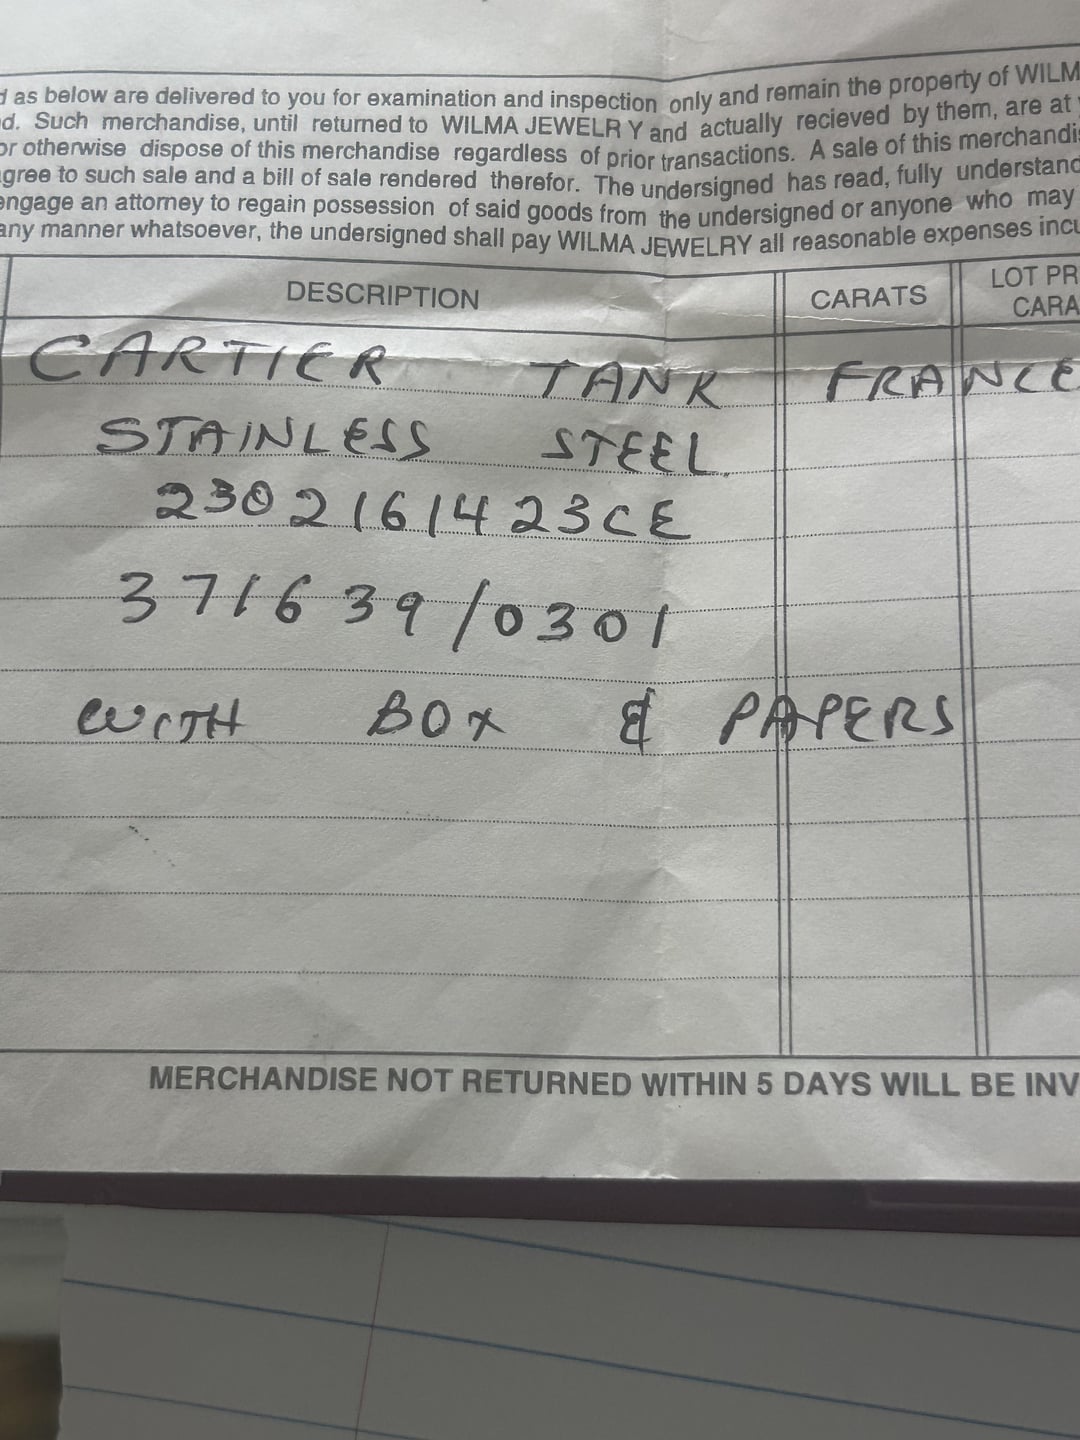 as below are delivered to you for examination and inspection only and remain the property of WILM
d. Such merchandise, until returned to WILMA JEWELR Y and actually recieved by them, are at
or otherwise dispose of this merchandise regardless of prior transactions. A sale of this merchandis
gree to such sale and a bill of sale rendered therefor. The undersigned has read, fully understand
engage an attorney to regain possession of said goods from the undersigned or anyone who may
any manner whatsoever, the undersigned shall pay WILMA JEWELRY all reasonable expenses incu
DESCRIPTION CARATS LOT PR
CARA
CARTIER TANK FRANCE
STAINLESS STEEL
2302161423CE
371639/0301
WITH BOX & PAPERS
MERCHANDISE NOT RETURNED WITHIN 5 DAYS WILL BE INV